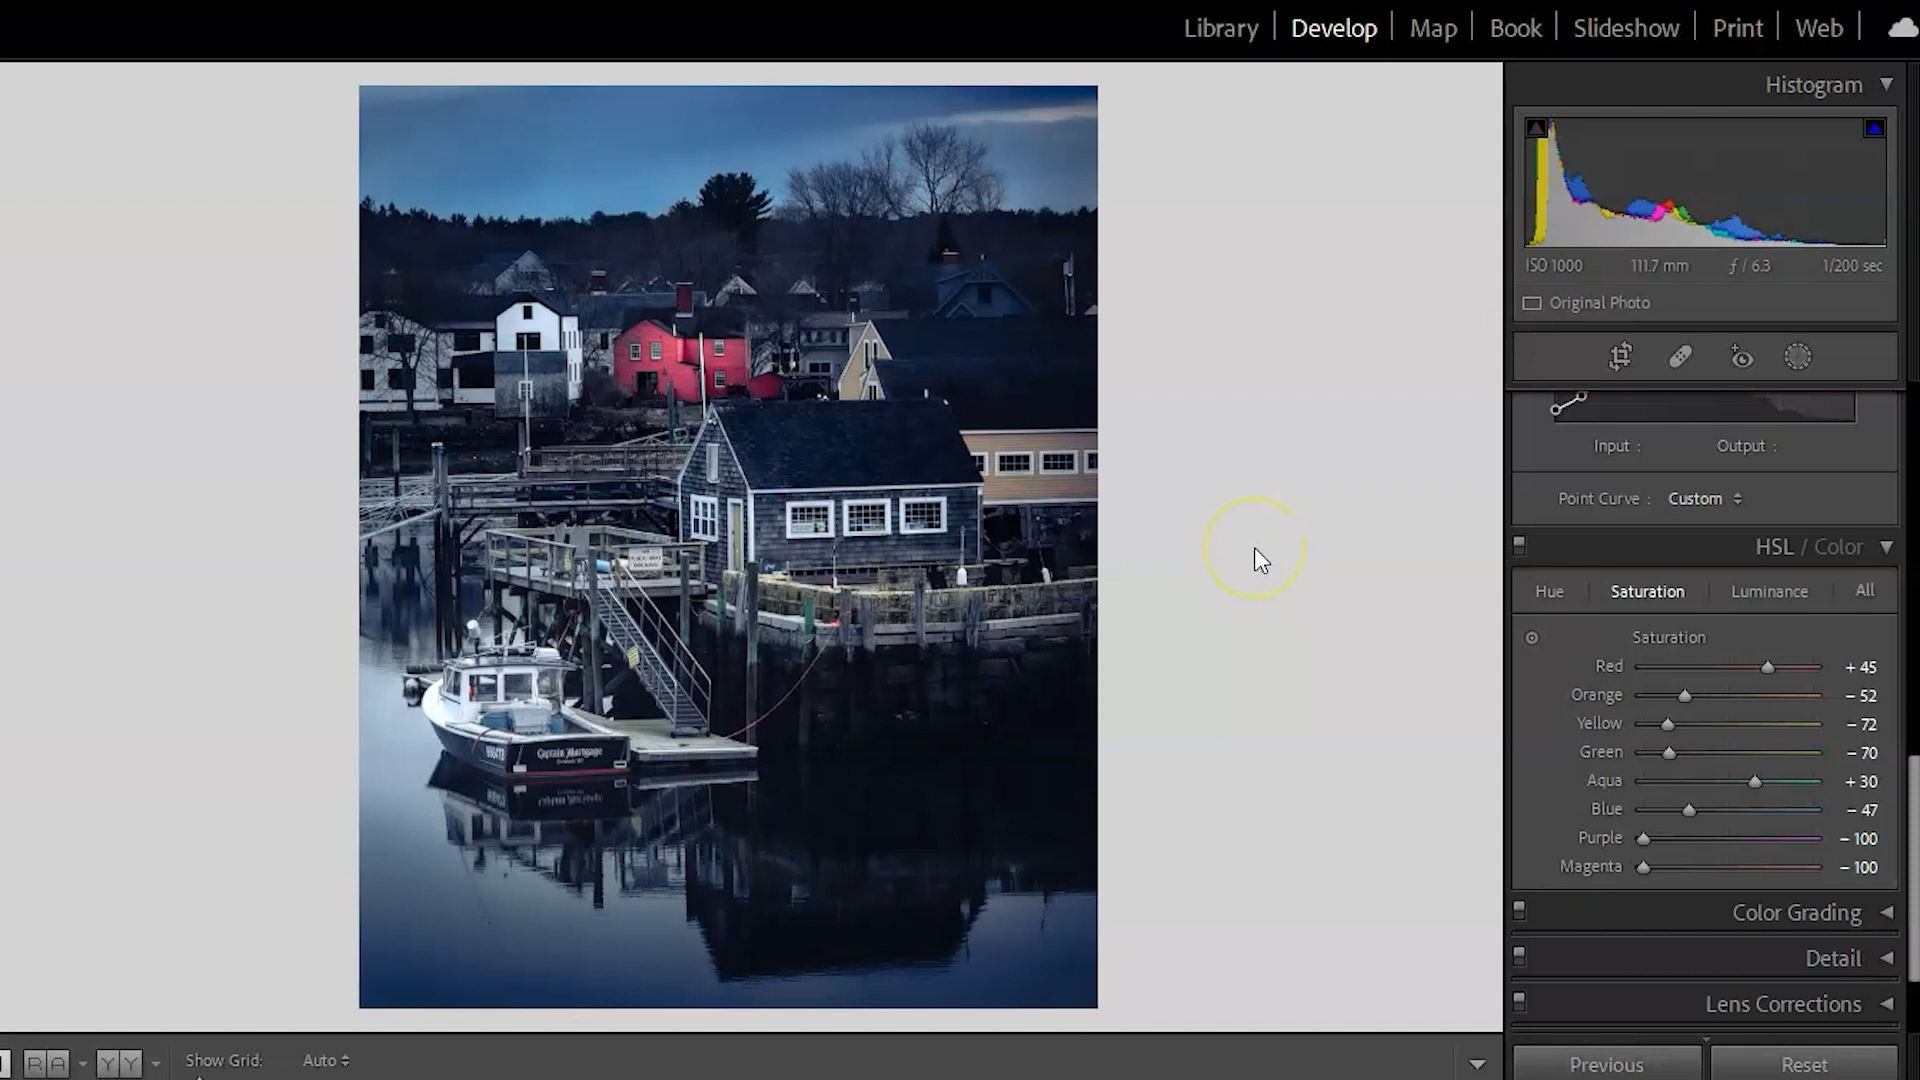 Library | Develop | Map | Book | Slideshow | Print | Web |
Histogram
ISO 1000 111.7 mm ƒ / 6.3 1/200 sec
Original Photo
Input : Output :
Point Curve : Custom
HSL / Color
Hue Saturation Luminance All
Saturation
Red + 45
Orange – 52
Yellow – 72
Green – 70
Aqua + 30
Blue – 47
Purple – 100
Magenta – 100
Color Grading
Detail
Lens Corrections
Previous Reset
Captain Mortgage
R A Y Y Show Grid: Auto